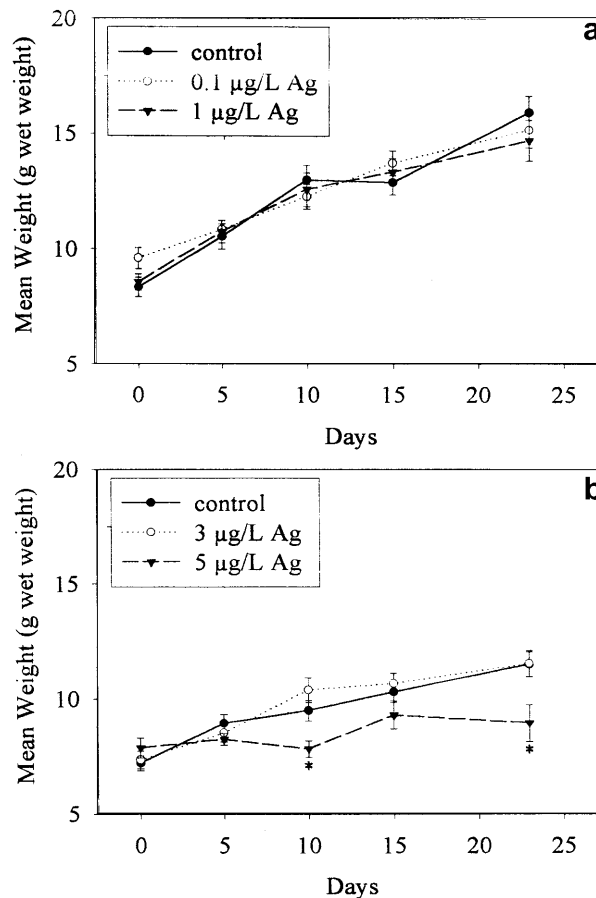 a
control
0.1 µg/L Ag
1 µg/L Ag
Mean Weight (g wet weight)
20
15
10
5
0 5 10 15 20 25
Days
b
control
3 µg/L Ag
5 µg/L Ag
Mean Weight (g wet weight)
20
15
10
5
* *
0 5 10 15 20 25
Days